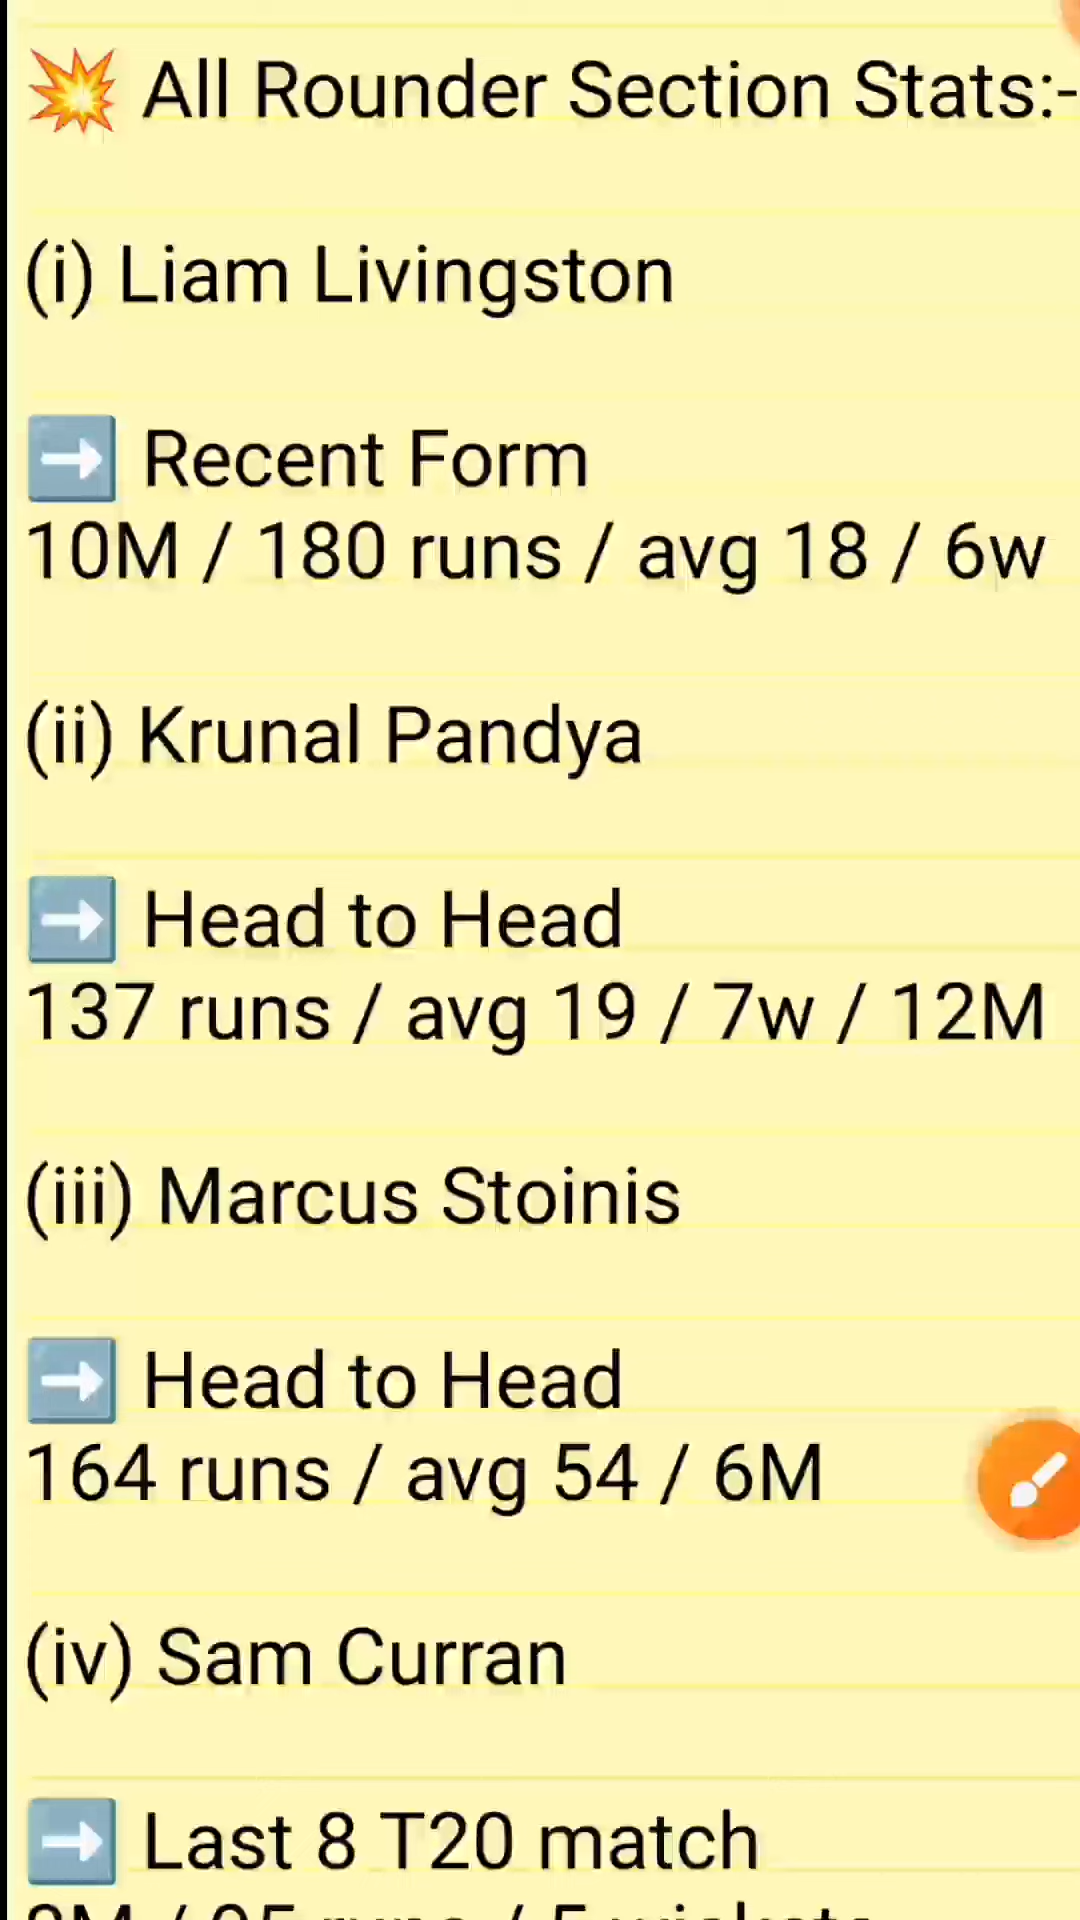 💥 All Rounder Section Stats:-
(i) Liam Livingston
➡️ Recent Form
10M / 180 runs / avg 18 / 6w
(ii) Krunal Pandya
➡️ Head to Head
137 runs / avg 19 / 7w / 12M
(iii) Marcus Stoinis
➡️ Head to Head
164 runs / avg 54 / 6M
(iv) Sam Curran
➡️ Last 8 T20 match